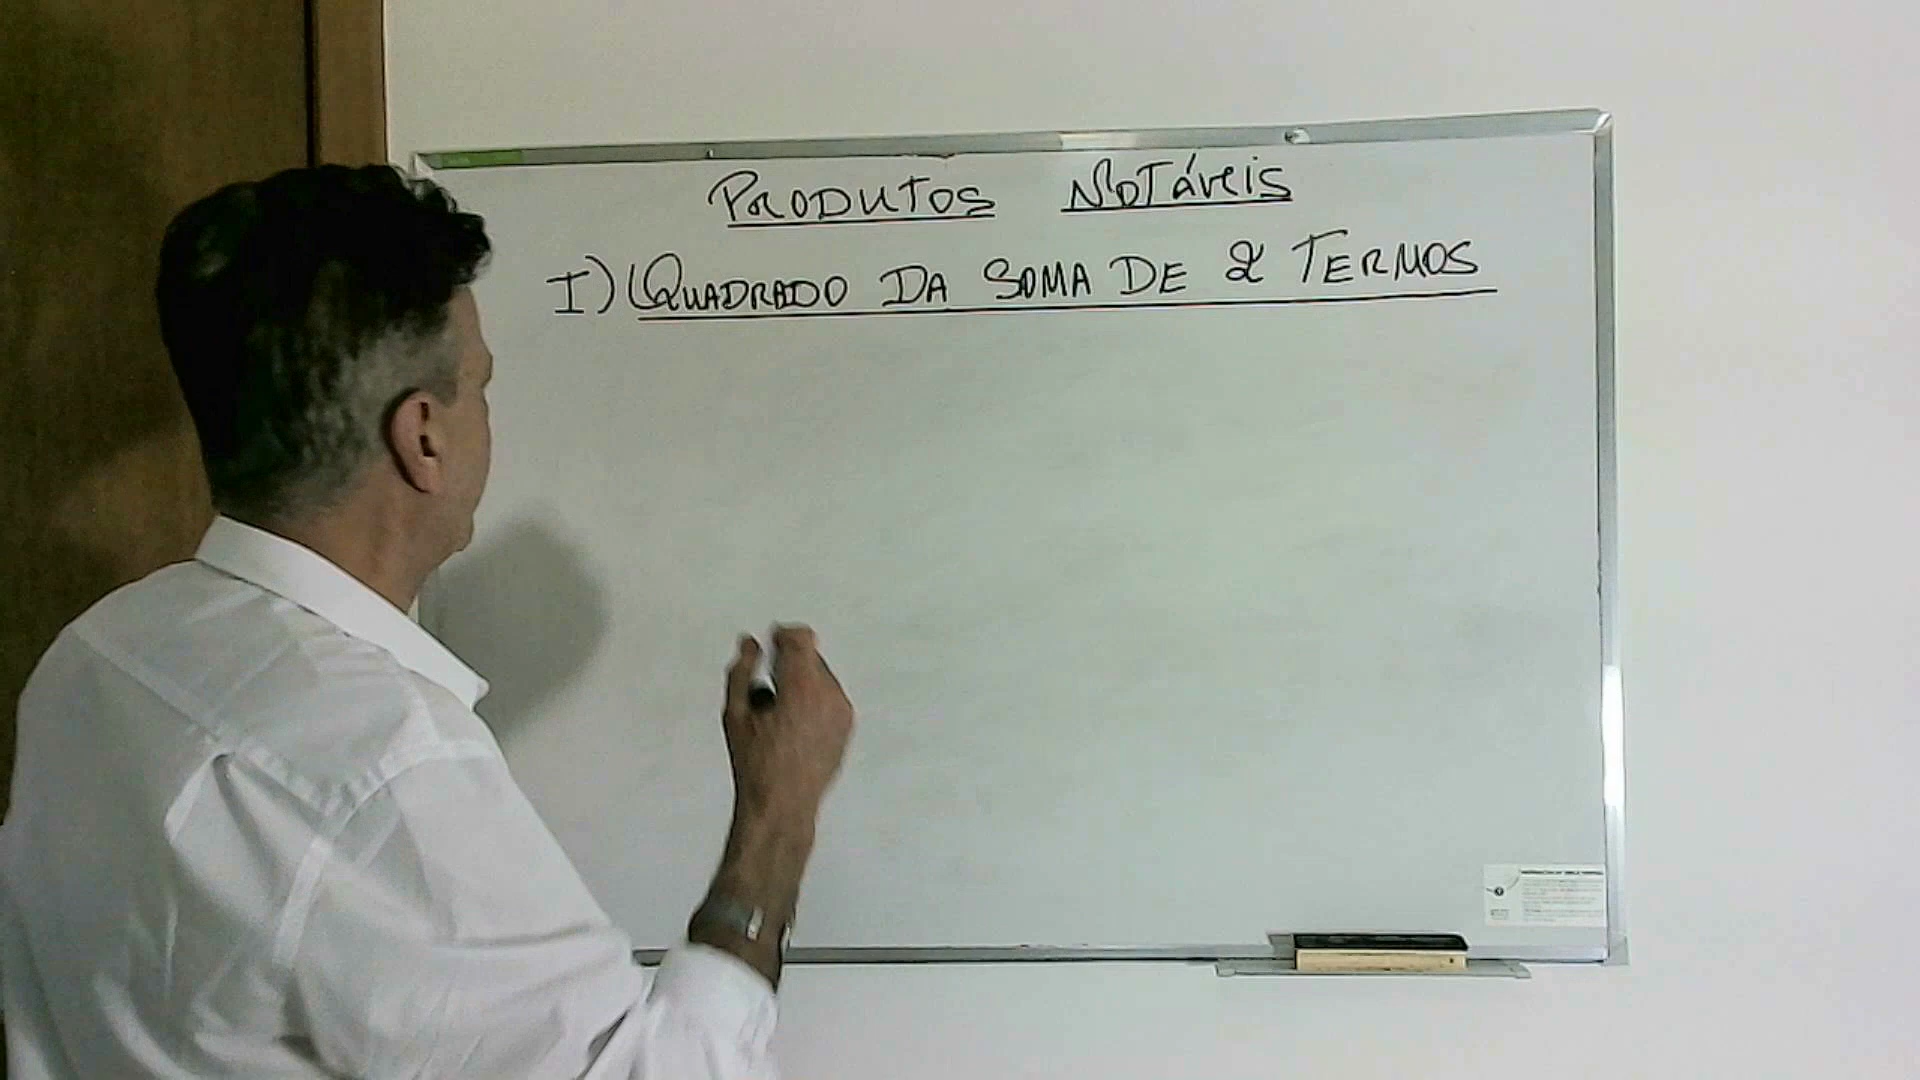 PRODUTOS NOTÁVEIS
I) QUADRADO DA SOMA DE 2 TERMOS